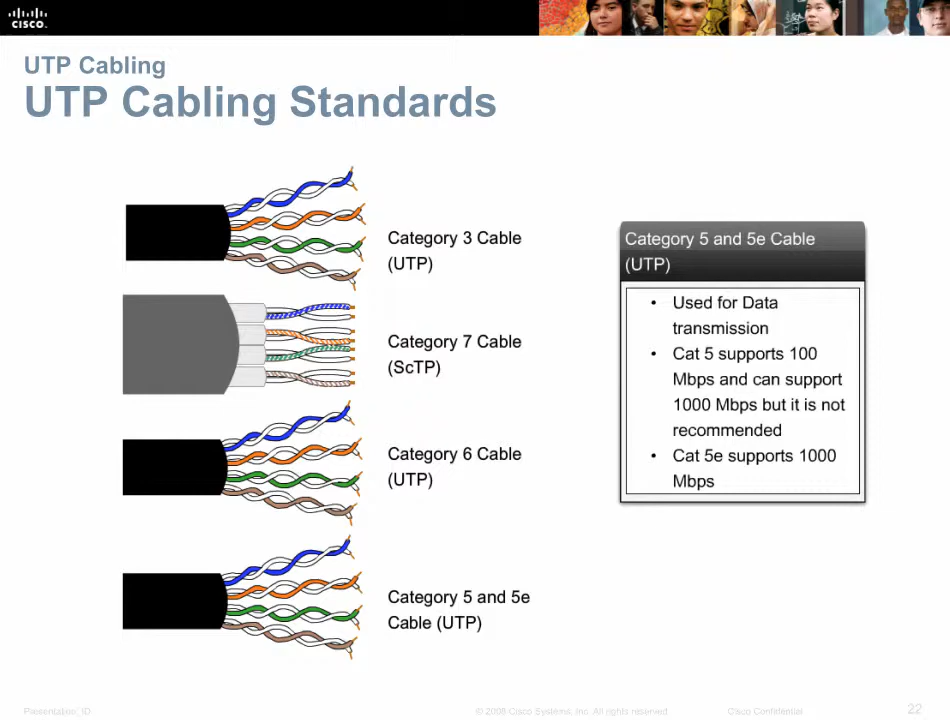 CISCO.
UTP Cabling
UTP Cabling Standards
Category 3 Cable
(UTP)
Category 7 Cable
(ScTP)
Category 6 Cable
(UTP)
Category 5 and 5e
Cable (UTP)
Category 5 and 5e Cable
(UTP)
• Used for Data
transmission
• Cat 5 supports 100
Mbps and can support
1000 Mbps but it is not
recommended
• Cat 5e supports 1000
Mbps
Presentation_ID
© 2008 Cisco Systems, Inc. All rights reserved.
Cisco Confidential
22